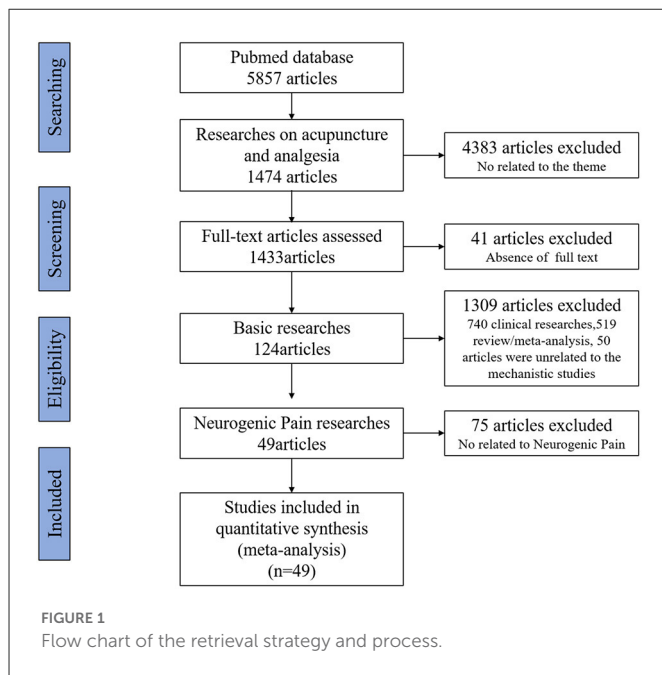 Searching
Pubmed database
5857 articles
Researches on acupuncture
and analgesia
1474 articles
4383 articles excluded
No related to the theme
Screening
Full-text articles assessed
1433articles
41 articles excluded
Absence of full text
Eligibility
Basic researches
124articles
1309 articles excluded
740 clinical researches,519
review/meta-analysis, 50
articles were unrelated to the
mechanistic studies
Neurogenic Pain researches
49articles
75 articles excluded
No related to Neurogenic Pain
Included
Studies included in
quantitative synthesis
(meta-analysis)
(n=49)
FIGURE 1
Flow chart of the retrieval strategy and process.